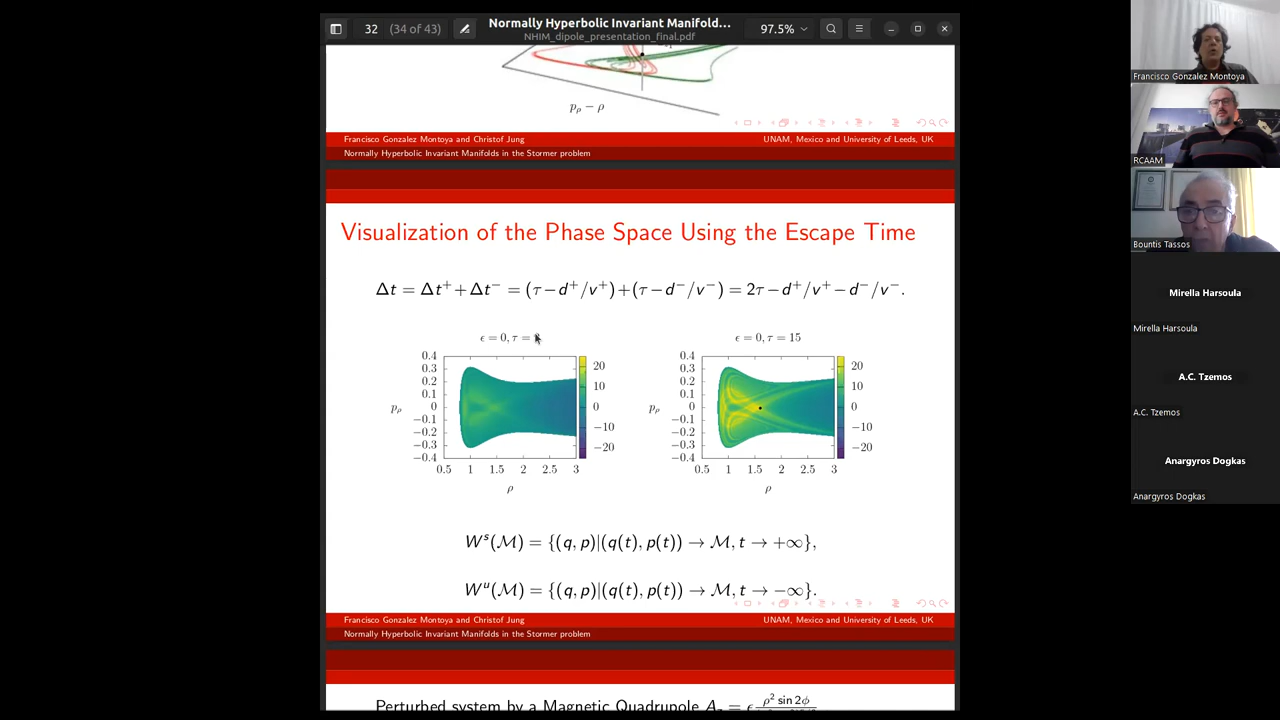 32 (34 of 43)
Normally Hyperbolic Invariant Manifold…
NHIM_dipole_presentation_final.pdf
97.5%
pρ − ρ
Francisco Gonzalez Montoya and Christof Jung UNAM, Mexico and University of Leeds, UK
Normally Hyperbolic Invariant Manifolds in the Stormer problem
Visualization of the Phase Space Using the Escape Time
Δt = Δt⁺ + Δt⁻ = (τ − d⁺/v⁺) + (τ − d⁻/v⁻) = 2τ − d⁺/v⁺ − d⁻/v⁻.
ϵ = 0, τ =
0.4
0.3
0.2
0.1
0
−0.1
−0.2
−0.3
−0.4
pρ
0.5 1 1.5 2 2.5 3
ρ
20
10
0
−10
−20
ϵ = 0, τ = 15
0.4
0.3
0.2
0.1
0
−0.1
−0.2
−0.3
−0.4
pρ
0.5 1 1.5 2 2.5 3
ρ
20
10
0
−10
−20
Wˢ(ℳ) = {(q, p)|(q(t), p(t)) → ℳ, t → +∞},
Wᵘ(ℳ) = {(q, p)|(q(t), p(t)) → ℳ, t → −∞}.
Francisco Gonzalez Montoya and Christof Jung UNAM, Mexico and University of Leeds, UK
Normally Hyperbolic Invariant Manifolds in the Stormer problem
Perturbed system by a Magnetic Quadrupole
Francisco Gonzalez Montoya
RCAAM
Bountis Tassos
Mirella Harsoula
Mirella Harsoula
A.C. Tzemos
A.C. Tzemos
Anargyros Dogkas
Anargyros Dogkas